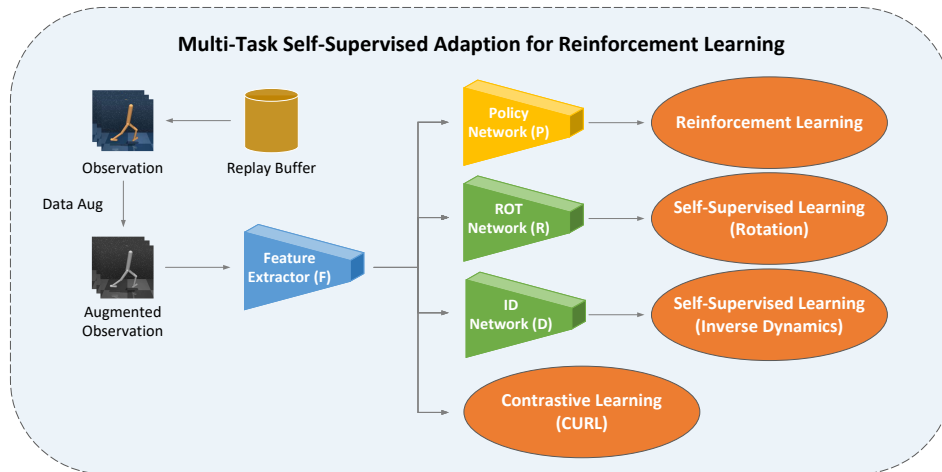 Multi-Task Self-Supervised Adaption for Reinforcement Learning
Observation
Replay Buffer
Data Aug
Augmented
Observation
Feature
Extractor (F)
Policy
Network (P)
Reinforcement Learning
ROT
Network (R)
Self-Supervised Learning
(Rotation)
ID
Network (D)
Self-Supervised Learning
(Inverse Dynamics)
Contrastive Learning
(CURL)